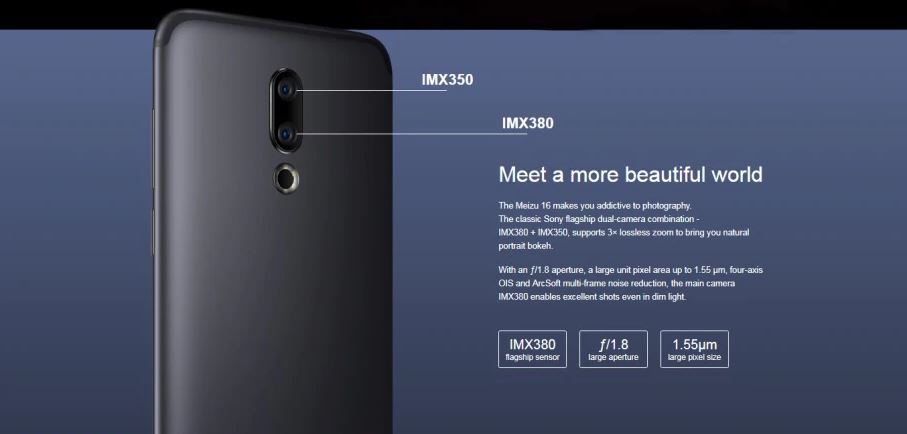 IMX350
IMX380
Meet a more beautiful world
The Meizu 16 makes you addictive to photography.
The classic Sony flagship dual-camera combination -
IMX380 + IMX350, supports 3× lossless zoom to bring you natural
portrait bokeh.
With an ƒ/1.8 aperture, a large unit pixel area up to 1.55 μm, four-axis
OIS and ArcSoft multi-frame noise reduction, the main camera
IMX380 enables excellent shots even in dim light.
IMX380
flagship sensor
ƒ/1.8
large aperture
1.55μm
large pixel size